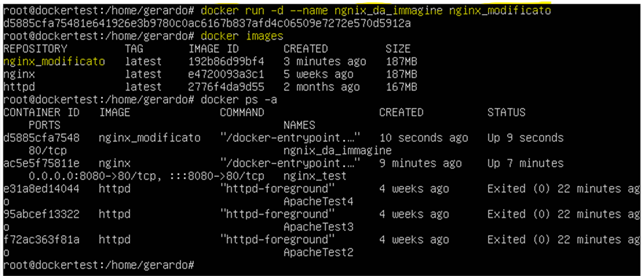 root@dockertest:/home/gerardo# docker run -d --name ngnix_da_immagine nginx_modificato
d5885cfa75481e641926e3b9780c0ac6167b837afd4c06509e7272e570d5912a
root@dockertest:/home/gerardo# docker images
REPOSITORY TAG IMAGE ID CREATED SIZE
nginx_modificato latest 192b86d99bf4 3 minutes ago 187MB
nginx latest e4720093a3c1 5 weeks ago 187MB
httpd latest 2776f4da9d55 2 months ago 167MB
root@dockertest:/home/gerardo# docker ps -a
CONTAINER ID IMAGE COMMAND CREATED STATUS
PORTS NAMES
d5885cfa7548 nginx_modificato "/docker-entrypoint.…" 10 seconds ago Up 9 seconds
80/tcp ngnix_da_immagine
ac5e5f75811e nginx "/docker-entrypoint.…" 9 minutes ago Up 7 minutes
0.0.0.0:8080->80/tcp, :::8080->80/tcp nginx_test
e31a8ed14044 httpd "httpd-foreground" 4 weeks ago Exited (0) 22 minutes ag
o ApacheTest4
95abcef13322 httpd "httpd-foreground" 4 weeks ago Exited (0) 22 minutes ag
o ApacheTest3
f72ac363f81a httpd "httpd-foreground" 4 weeks ago Exited (0) 22 minutes ag
o ApacheTest2
root@dockertest:/home/gerardo#